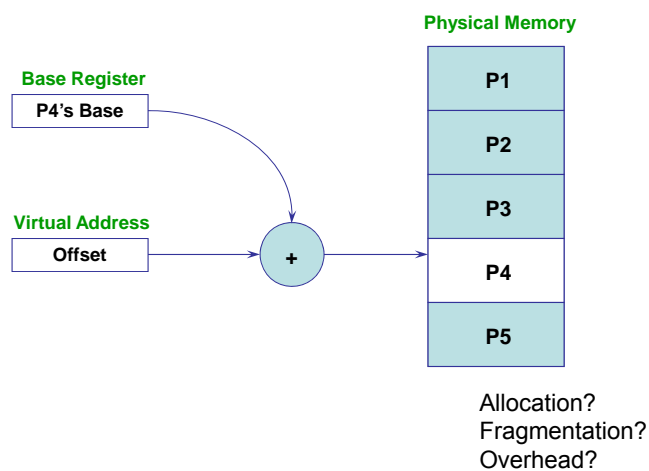 Physical Memory
Base Register
P4's Base
Virtual Address
Offset
+
P1
P2
P3
P4
P5
Allocation?
Fragmentation?
Overhead?